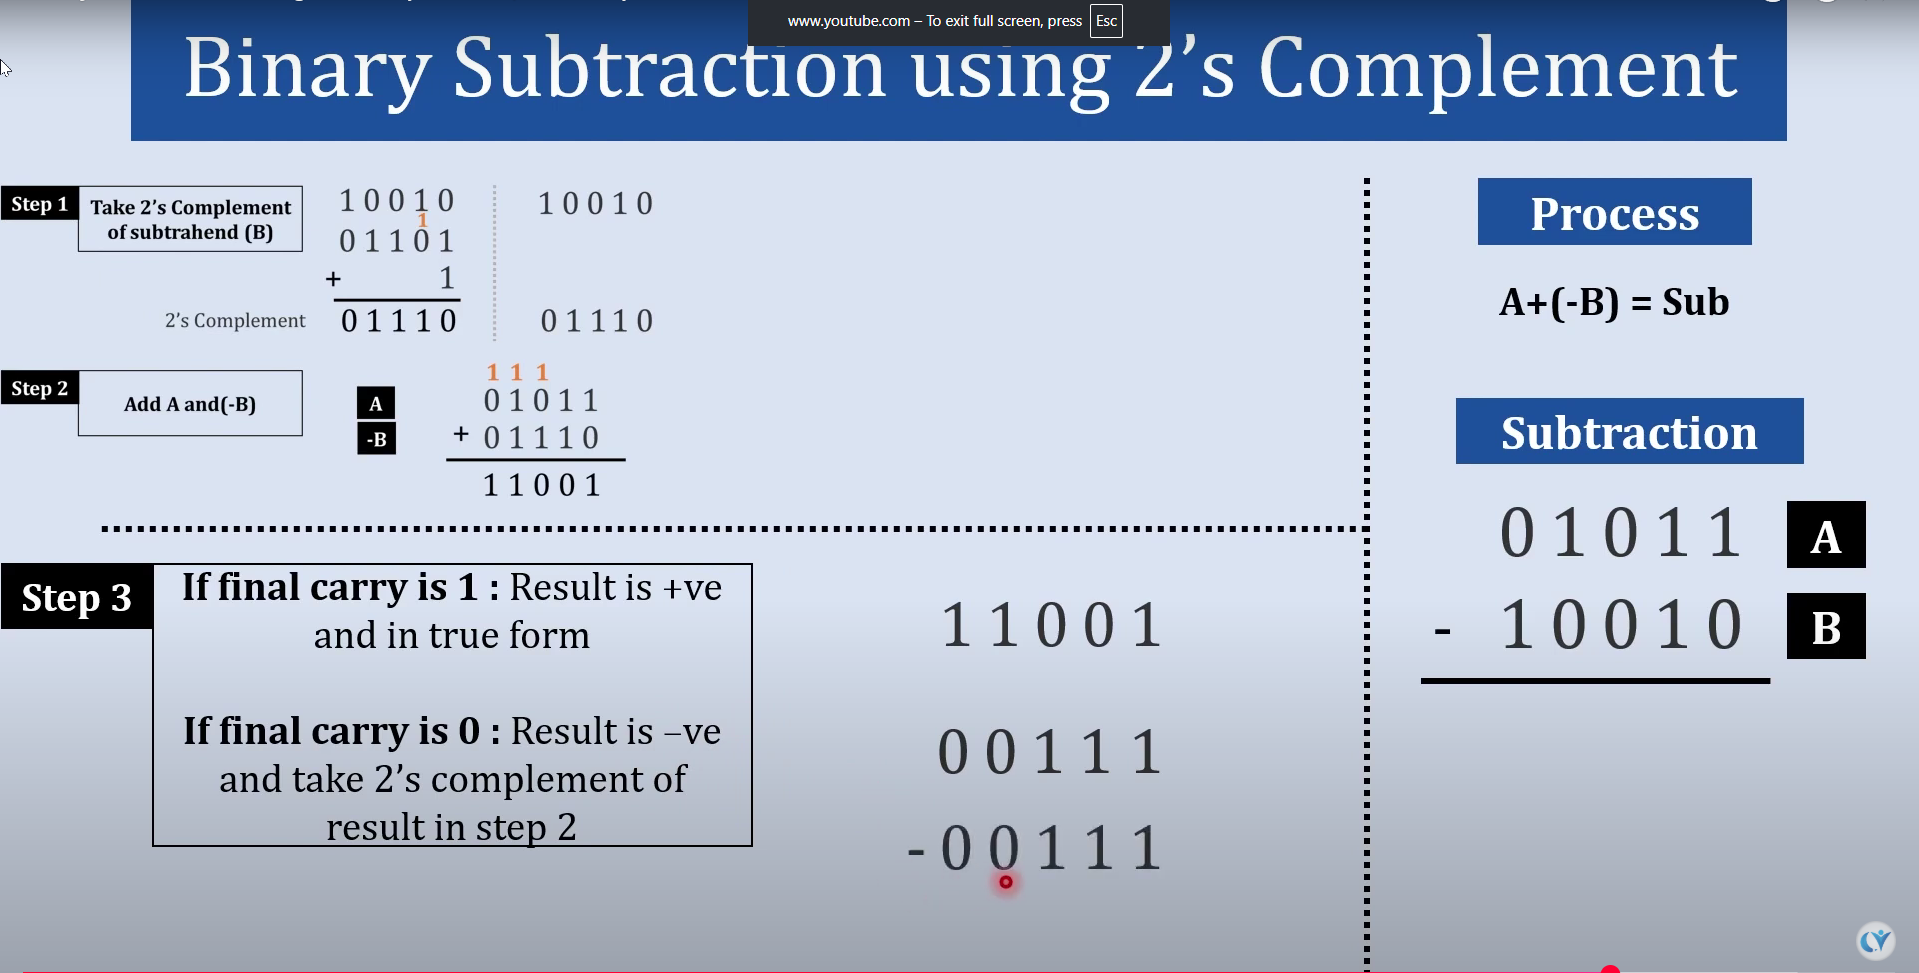 www.youtube.com – To exit full screen, press Esc
Binary Subtraction using 2's Complement
Step 1
Take 2's Complement
of subtrahend (B)
1 0 0 1 0
1
0 1 1 0 1
+ 1
2's Complement
0 1 1 1 0
1 0 0 1 0
0 1 1 1 0
Step 2
Add A and(-B)
1 1 1
A
0 1 0 1 1
-B
+ 0 1 1 1 0
1 1 0 0 1
Step 3
If final carry is 1 : Result is +ve
and in true form
If final carry is 0 : Result is –ve
and take 2's complement of
result in step 2
1 1 0 0 1
0 0 1 1 1
- 0 0 1 1 1
Process
A+(-B) = Sub
Subtraction
0 1 0 1 1 A
- 1 0 0 1 0 B